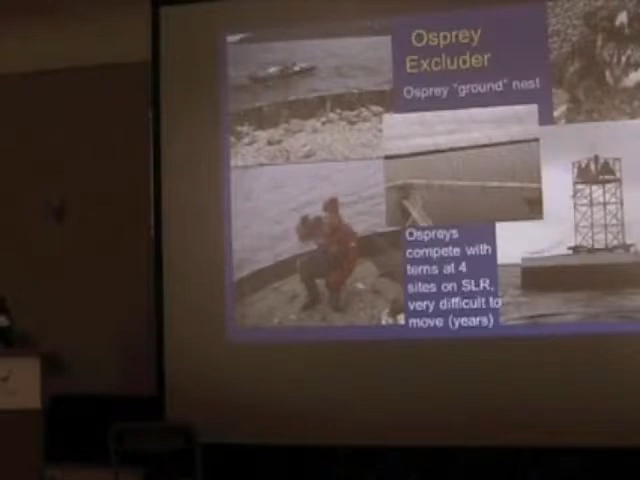 Osprey
Excluder
Osprey "ground" nest
Ospreys
compete with
terns at 4
sites on SLR,
very difficult to
move (years)